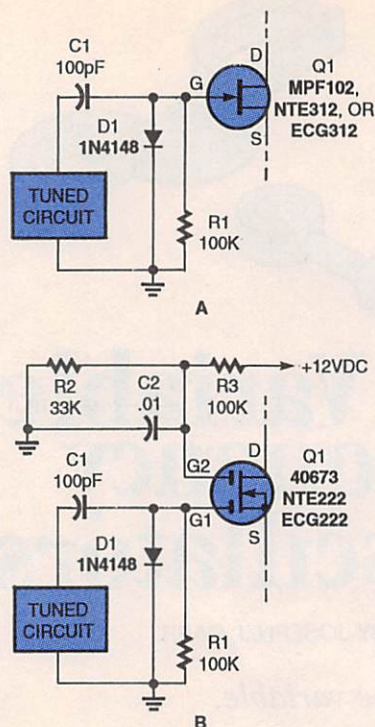 C1
100pF
D
G
Q1
MPF102,
NTE312, OR
ECG312
S
D1
1N4148
R1
100K
TUNED
CIRCUIT
A
R2
33K
C2
.01
R3
100K
+12VDC
C1
100pF
G2
G1
D
Q1
40673
NTE222
ECG222
S
D1
1N4148
R1
100K
TUNED
CIRCUIT
B